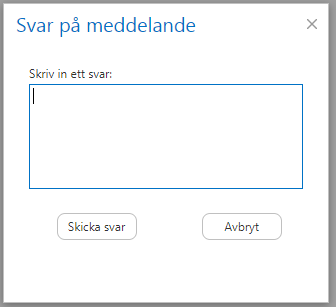 Svar på meddelande
Skriv in ett svar:
Skicka svar
Avbryt